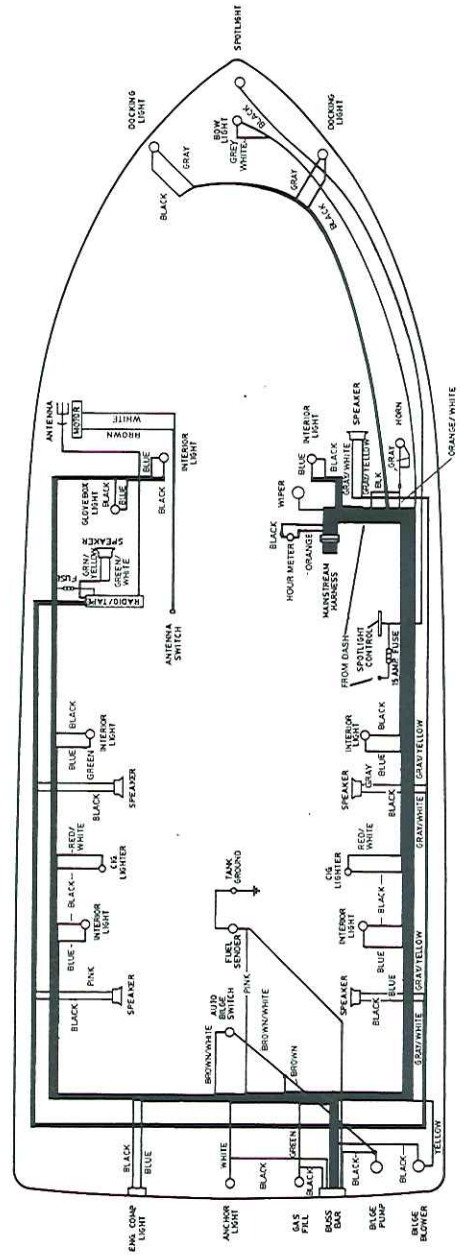 SPOTLIGHT
DOCKING
LIGHT
BLACK
BOW
LIGHT
GREY
WHITE
DOCKING
LIGHT
GRAY
BLACK
GRAY
BLACK
ANTENNA
MOTOR
WHITE
BROWN
BLUE
INTERIOR
LIGHT
BLACK
BLUE
GLOVEBOX
LIGHT
BLACK
SPEAKER
GRN/
YELLOW
GREEN/
WHITE
FUSE
RADIO/TAPE
ANTENNA
SWITCH
INTERIOR
LIGHT
BLUE
BLACK
SPEAKER
GRAY/WHITE
GRAY/YELLOW
BLK
HORN
GRAY
ORANGE/WHITE
WIPER
BLACK
HOUR METER
ORANGE
MAINSTREAM
HARNESS
FROM DASH
SPOTLIGHT
CONTROL
15 AMP FUSE
BLACK
INTERIOR
LIGHT
BLUE
GREEN
BLACK
SPEAKER
BLACK
INTERIOR
LIGHT
BLUE
SPEAKER
GRAY
BLACK
GRAY/YELLOW
GRAY/WHITE
RED/
WHITE
CIG
LIGHTER
BLACK
INTERIOR
LIGHT
BLUE
PINK
BLACK
SPEAKER
RED/
WHITE
CIG
LIGHTER
BLACK
INTERIOR
LIGHT
BLUE
SPEAKER
BLUE
BLACK
GRAY/YELLOW
GRAY/WHITE
TANK
GROUND
FUEL
SENDER
PINK
AUTO
BILGE
SWITCH
BROWN/WHITE
BROWN/WHITE
BROWN
BLACK
BLUE
ENG COMP
LIGHT
WHITE
ANCHOR
LIGHT
GREEN
BLACK
GAS
FILL
BUSS
BAR
BLACK
BILGE
PUMP
BLACK
YELLOW
BILGE
BLOWER